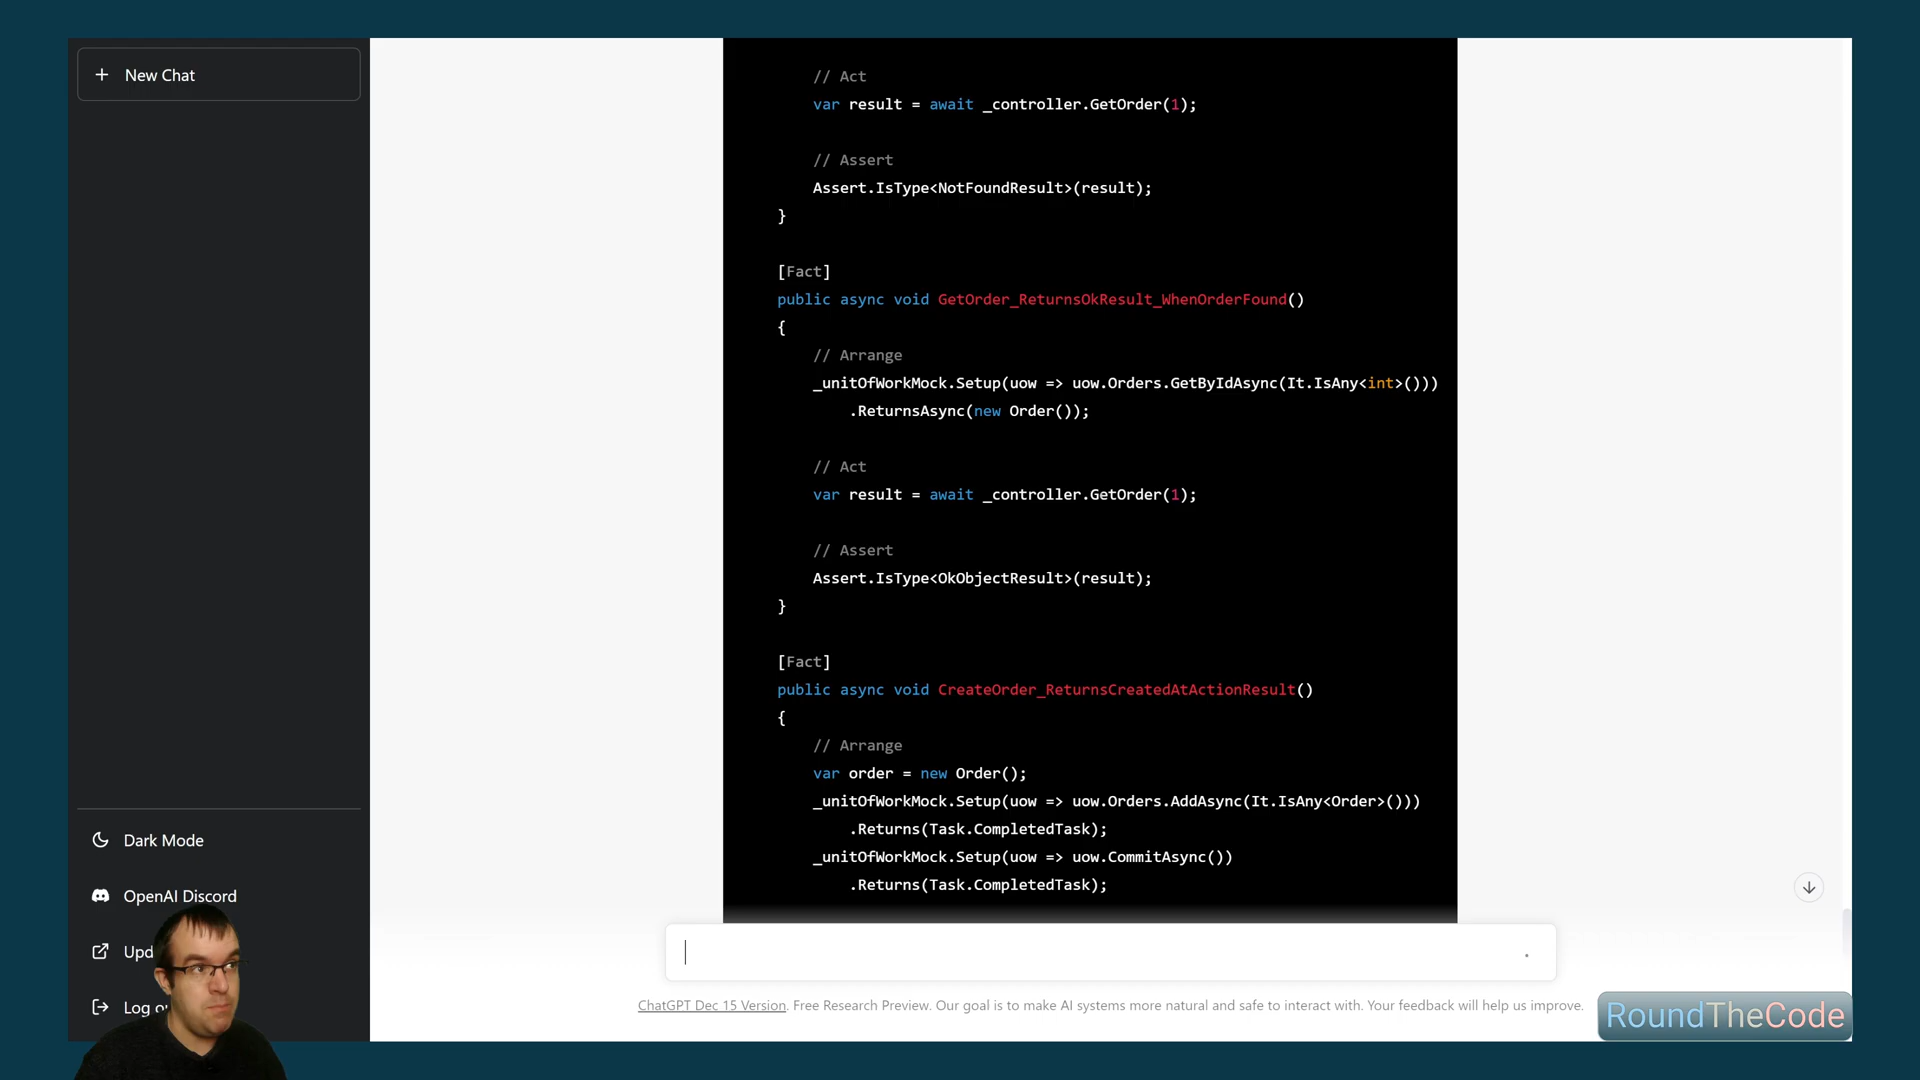 New Chat
// Act
var result = await _controller.GetOrder(1);
// Assert
Assert.IsType<NotFoundResult>(result);
}
[Fact]
public async void GetOrder_ReturnsOkResult_WhenOrderFound()
{
// Arrange
_unitOfWorkMock.Setup(uow => uow.Orders.GetByIdAsync(It.IsAny<int>()))
.ReturnsAsync(new Order());
// Act
var result = await _controller.GetOrder(1);
// Assert
Assert.IsType<OkObjectResult>(result);
}
[Fact]
public async void CreateOrder_ReturnsCreatedAtActionResult()
{
// Arrange
var order = new Order();
_unitOfWorkMock.Setup(uow => uow.Orders.AddAsync(It.IsAny<Order>()))
.Returns(Task.CompletedTask);
_unitOfWorkMock.Setup(uow => uow.CommitAsync())
.Returns(Task.CompletedTask);
Dark Mode
OpenAI Discord
Upd
Log o
ChatGPT Dec 15 Version. Free Research Preview. Our goal is to make AI systems more natural and safe to interact with. Your feedback will help us improve.
RoundTheCode